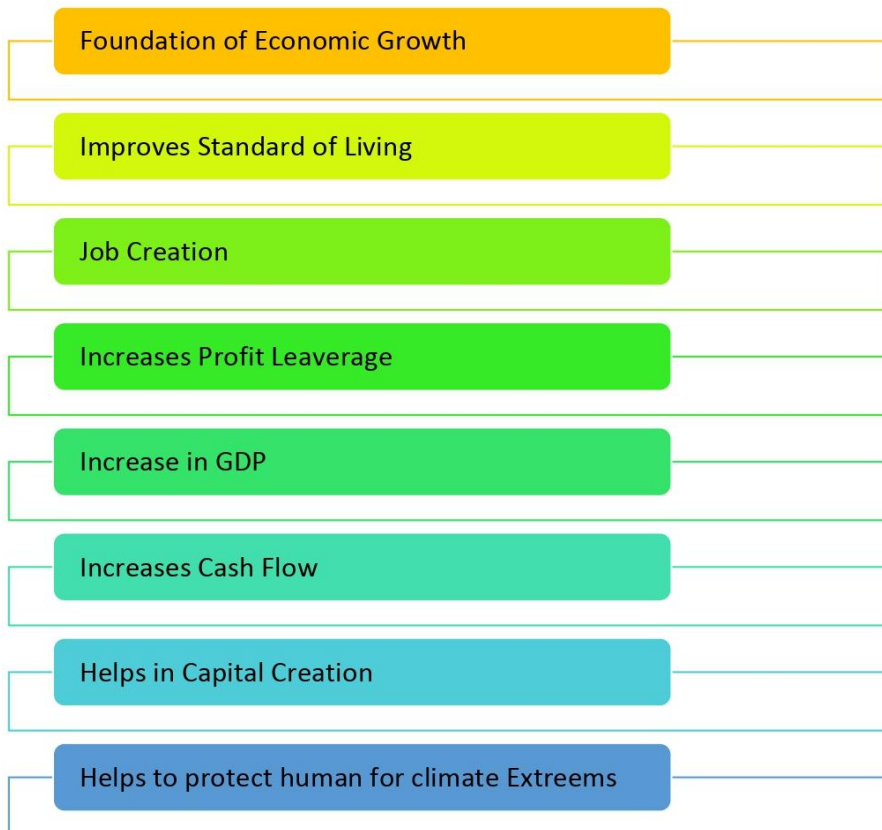 Foundation of Economic Growth
Improves Standard of Living
Job Creation
Increases Profit Leaverage
Increase in GDP
Increases Cash Flow
Helps in Capital Creation
Helps to protect human for climate Extreems